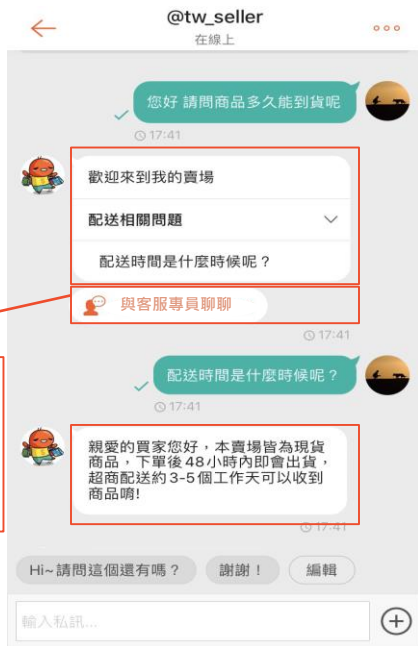 @tw_seller
在線上
您好 請問商品多久能到貨呢
17:41
歡迎來到我的賣場
配送相關問題
配送時間是什麼時候呢？
與客服專員聊聊
17:41
配送時間是什麼時候呢？
17:41
親愛的買家您好，本賣場皆為現貨
商品，下單後48小時內即會出貨，
超商配送約3-5個工作天可以收到
商品唷!
17:41
Hi~請問這個還有嗎？ 謝謝！ 編輯
輸入私訊...